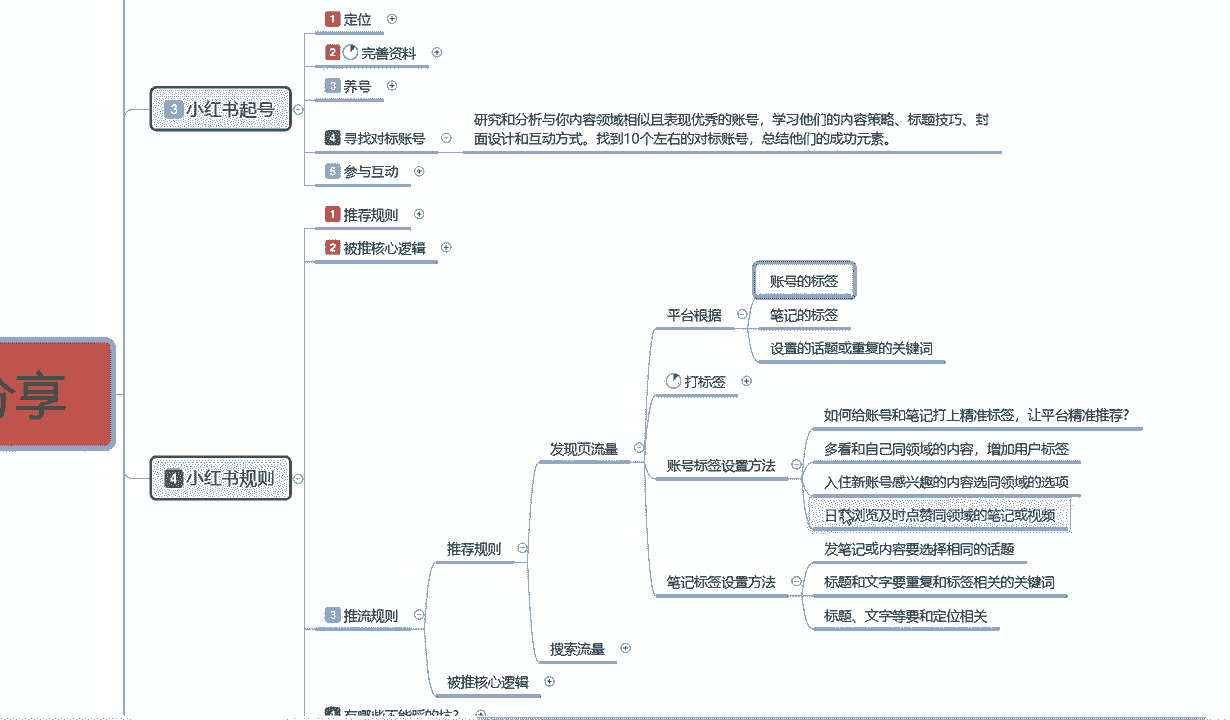 1 定位
2 完善资料
3 小红书起号
3 养号
研究和分析与你内容领域相似且表现优秀的账号，学习他们的内容策略、标题技巧、封
面设计和互动方式。找到10个左右的对标账号，总结他们的成功元素。
4 寻找对标账号
5 参与互动
1 推荐规则
2 被推核心逻辑
账号的标签
平台根据
笔记的标签
设置的话题或重复的关键词
打标签
享
如何给账号和笔记打上精准标签，让平台精准推荐？
发现页流量
多看和自己同领域的内容，增加用户标签
账号标签设置方法
4 小红书规则
入住新账号感兴趣的内容选同领域的选项
日常浏览及时点赞同领域的笔记或视频
推荐规则
发笔记或内容要选择相同的话题
笔记标签设置方法
标题和文字要重复和标签相关的关键词
3 推流规则
标题、文字等要和定位相关
搜索流量
被推核心逻辑
有哪些不能踩的坑？